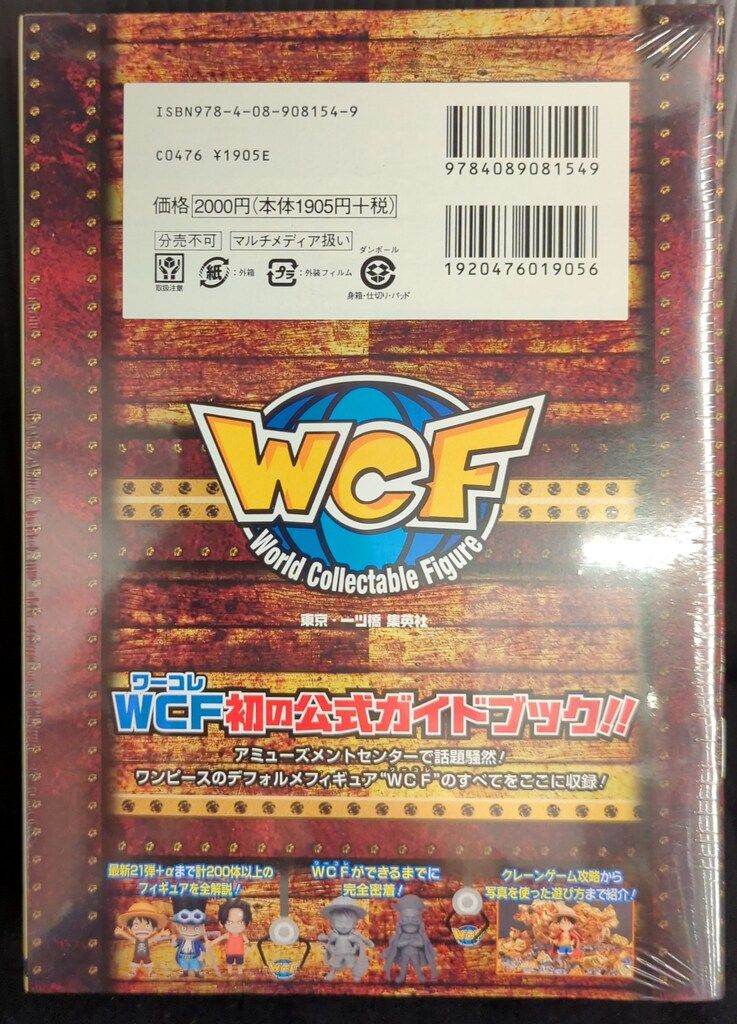 ISBN978-4-08-908154-9
9784089081549
C0476 ¥1905E
価格 2000円(本体1905円+税)
1920476019056
分売不可 マルチメディア扱い
ダンボール
紙 :外箱
プラ :外装フィルム
取扱注意
身箱・仕切り・パッド
WCF
World Collectable Figure
東京・一ツ橋 集英社
ワーコレ
WCF初の公式ガイドブック!!
アミューズメントセンターで話題騒然!
ワーコレ
ワンピースのデフォルメフィギュア"WCF"のすべてをここに収録!
最新21弾+αまで計200体以上の
フィギュアを全解説!
ワーコレ
WCFができるまでに
完全密着!
クレーンゲーム攻略から
写真を使った遊び方まで紹介!
WCF
WCF